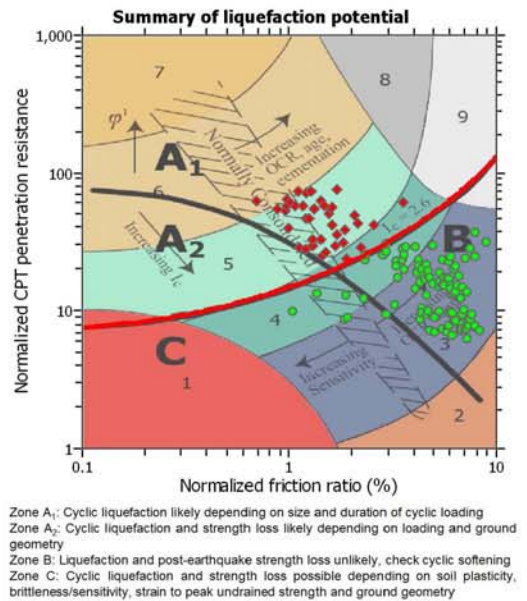 Summary of liquefaction potential
1,000
7
8
9
φ'
A1
Normally Consolidated
Increasing
OCR, age,
cementation
100
6
A2
Increasing Ic
5
Ic = 2.6
B
10
4
C
1
Increasing
Sensitivity
3
2
1
0.1
1
10
Normalized CPT penetration resistance
Normalized friction ratio (%)
Zone A1: Cyclic liquefaction likely depending on size and duration of cyclic loading
Zone A2: Cyclic liquefaction and strength loss likely depending on loading and ground
geometry
Zone B: Liquefaction and post-earthquake strength loss unlikely, check cyclic softening
Zone C: Cyclic liquefaction and strength loss possible depending on soil plasticity,
brittleness/sensitivity, strain to peak undrained strength and ground geometry